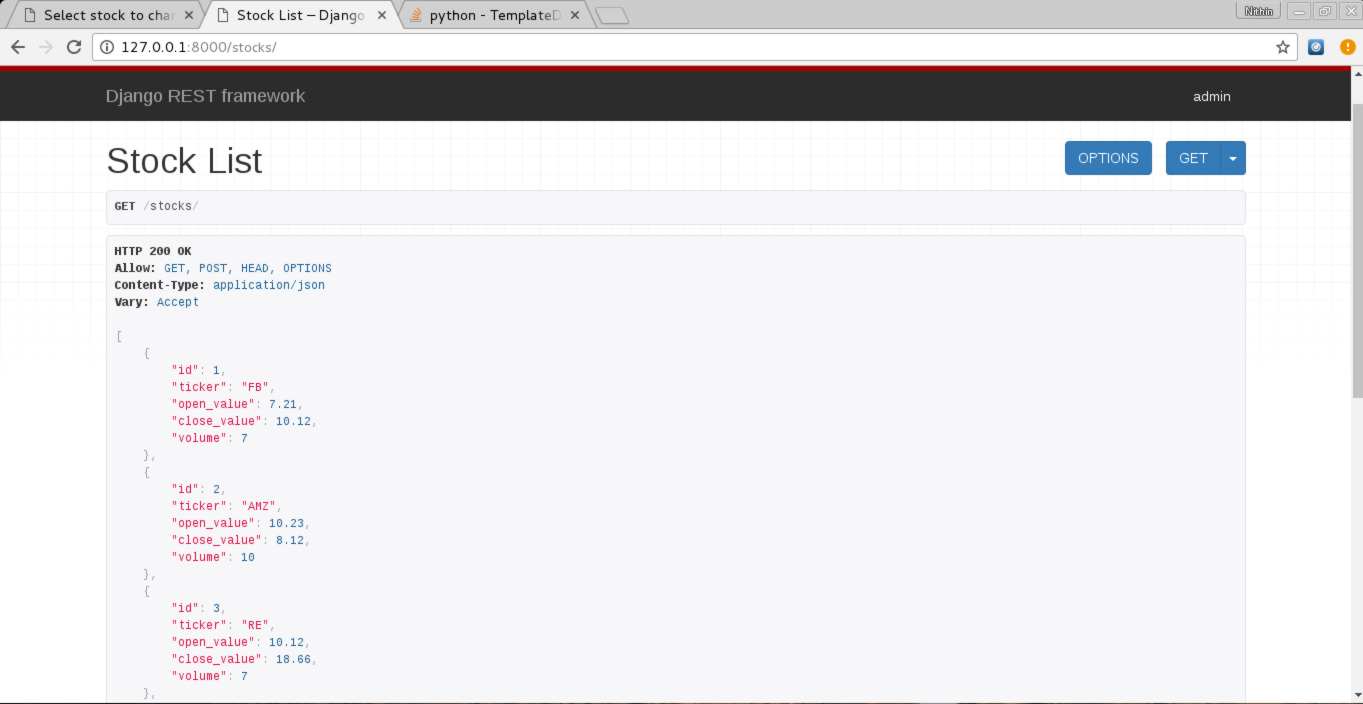 Select stock to char
Stock List – Django
python - TemplateD
Nithin
127.0.0.1:8000/stocks/
Django REST framework
admin
Stock List
OPTIONS
GET
GET /stocks/
HTTP 200 OK
Allow: GET, POST, HEAD, OPTIONS
Content-Type: application/json
Vary: Accept
[
{
"id": 1,
"ticker": "FB",
"open_value": 7.21,
"close_value": 10.12,
"volume": 7
},
{
"id": 2,
"ticker": "AMZ",
"open_value": 10.23,
"close_value": 8.12,
"volume": 10
},
{
"id": 3,
"ticker": "RE",
"open_value": 10.12,
"close_value": 18.66,
"volume": 7
},